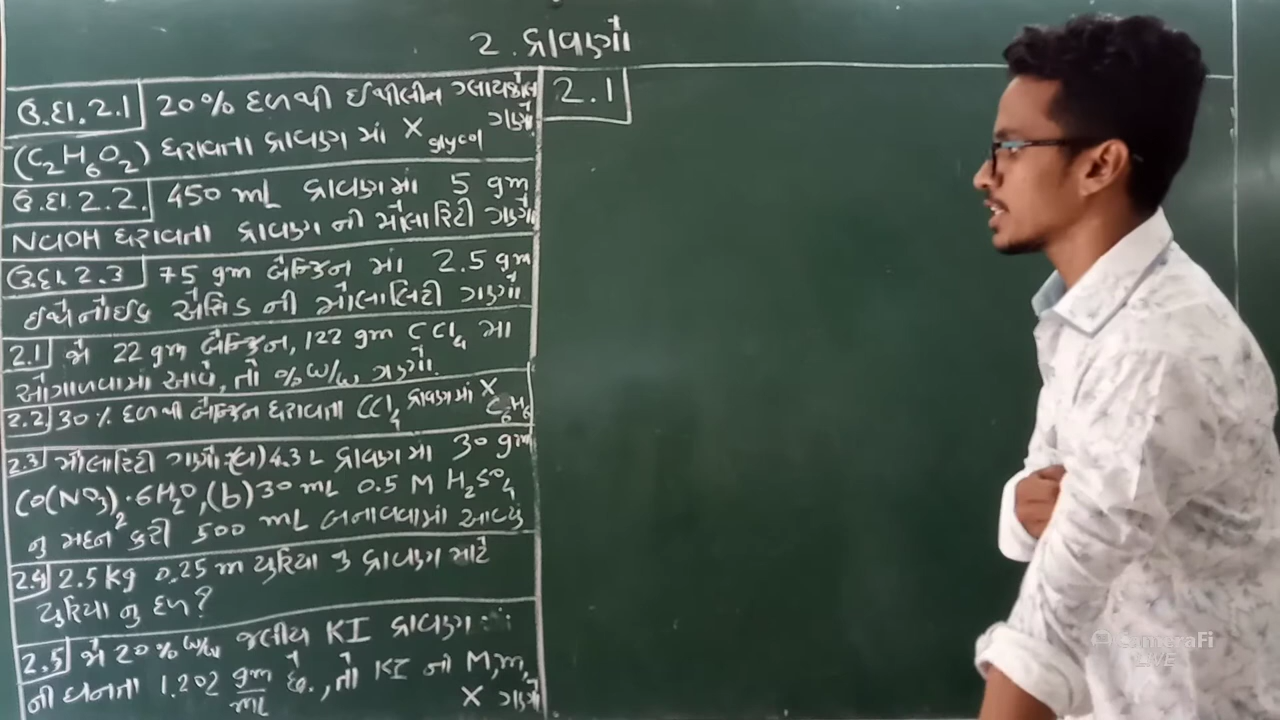 2. દ્રાવણો
ઉ.દા.2.1 20% દળથી ઈથીલીન ગ્લાયકોલ
(C2H6O2) ધરાવતા દ્રાવણ માં X glycol ગણો
ઉ.દા.2.2. 450 mL દ્રાવણમાં 5 gm
NaOH ધરાવતા દ્રાવણ ની મોલારિટી ગણો
ઉ.દા.2.3 75 gm બેન્ઝિન માં 2.5 gm
ઈથેનોઈક એસિડ ની મોલાલિટી ગણો
2.1 જો 22 gm બેન્ઝિન, 122 gm CCl4 મા
ઓગાળવામાં આવે, તો % w/w ગણો.
2.2 30% દળથી બેન્ઝિન ધરાવતા CCl4 દ્રાવણમાં X C6H6
2.3 મોલારિટી ગણો 4.3 L દ્રાવણ મા 30 gm
Co(NO3)2·6H2O, (b) 30 mL 0.5 M H2SO4
નુ મંદન કરી 500 mL બનાવવામાં આવ્યું
2.4 2.5 kg 0.25 m યુરિયા નુ દ્રાવણ માટે
યુરિયા નુ દળ?
2.5 જો 20% w/w જલીય KI દ્રાવણ
ની ઘનતા 1.202 gm/mL છે., તો KI ની M, m,
X ગણો
2.1
CameraFi
LIVE